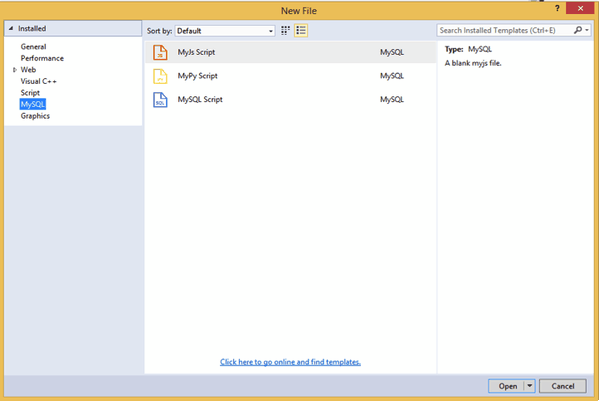 New File
?
Installed
Sort by: Default
Search Installed Templates (Ctrl+E)
General
Performance
Web
Visual C++
Script
MySQL
Graphics
JS
MyJs Script
MySQL
MyPy Script
MySQL
SQL
MySQL Script
MySQL
Type: MySQL
A blank myjs file.
Click here to go online and find templates.
Open
Cancel